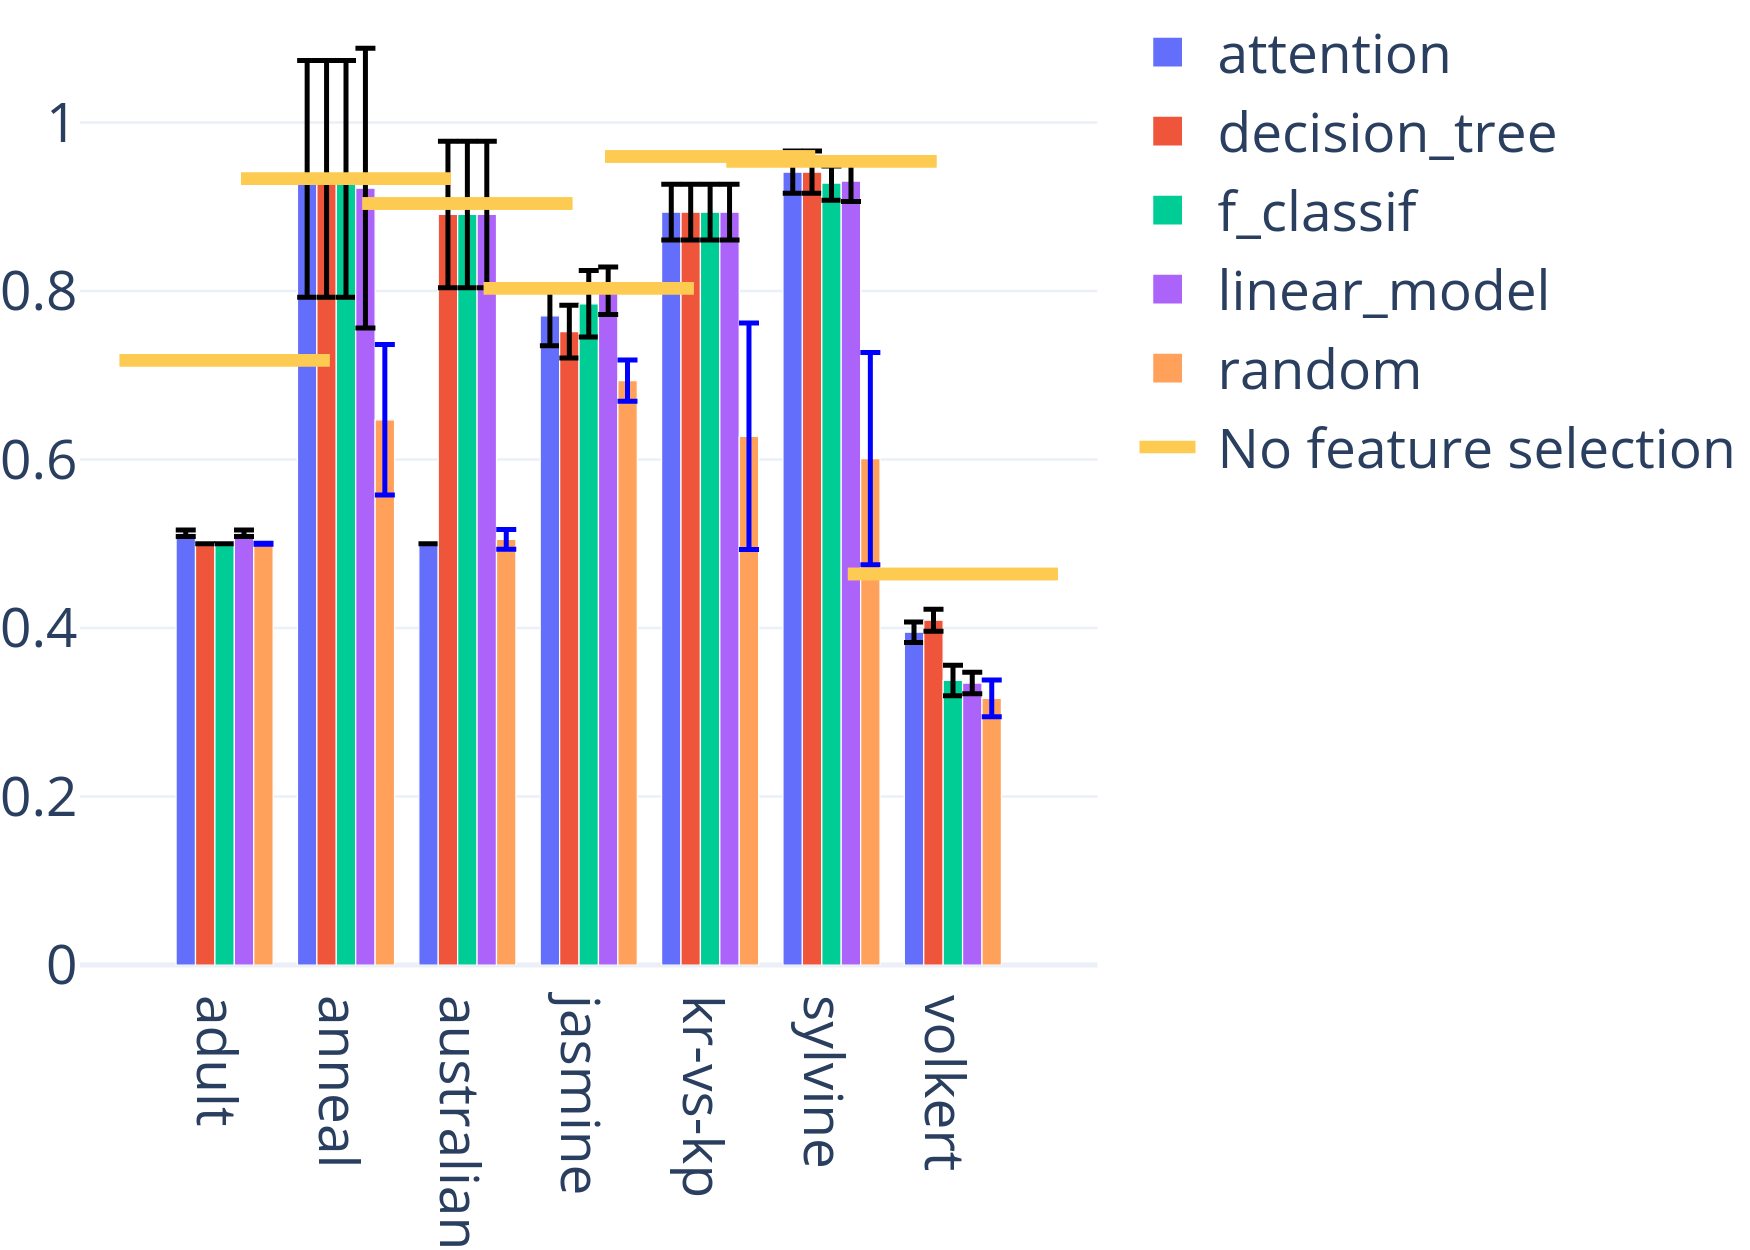 1
0.8
0.6
0.4
0.2
0
adult
anneal
australian
jasmine
kr-vs-kp
sylvine
volkert
attention
decision_tree
f_classif
linear_model
random
No feature selection